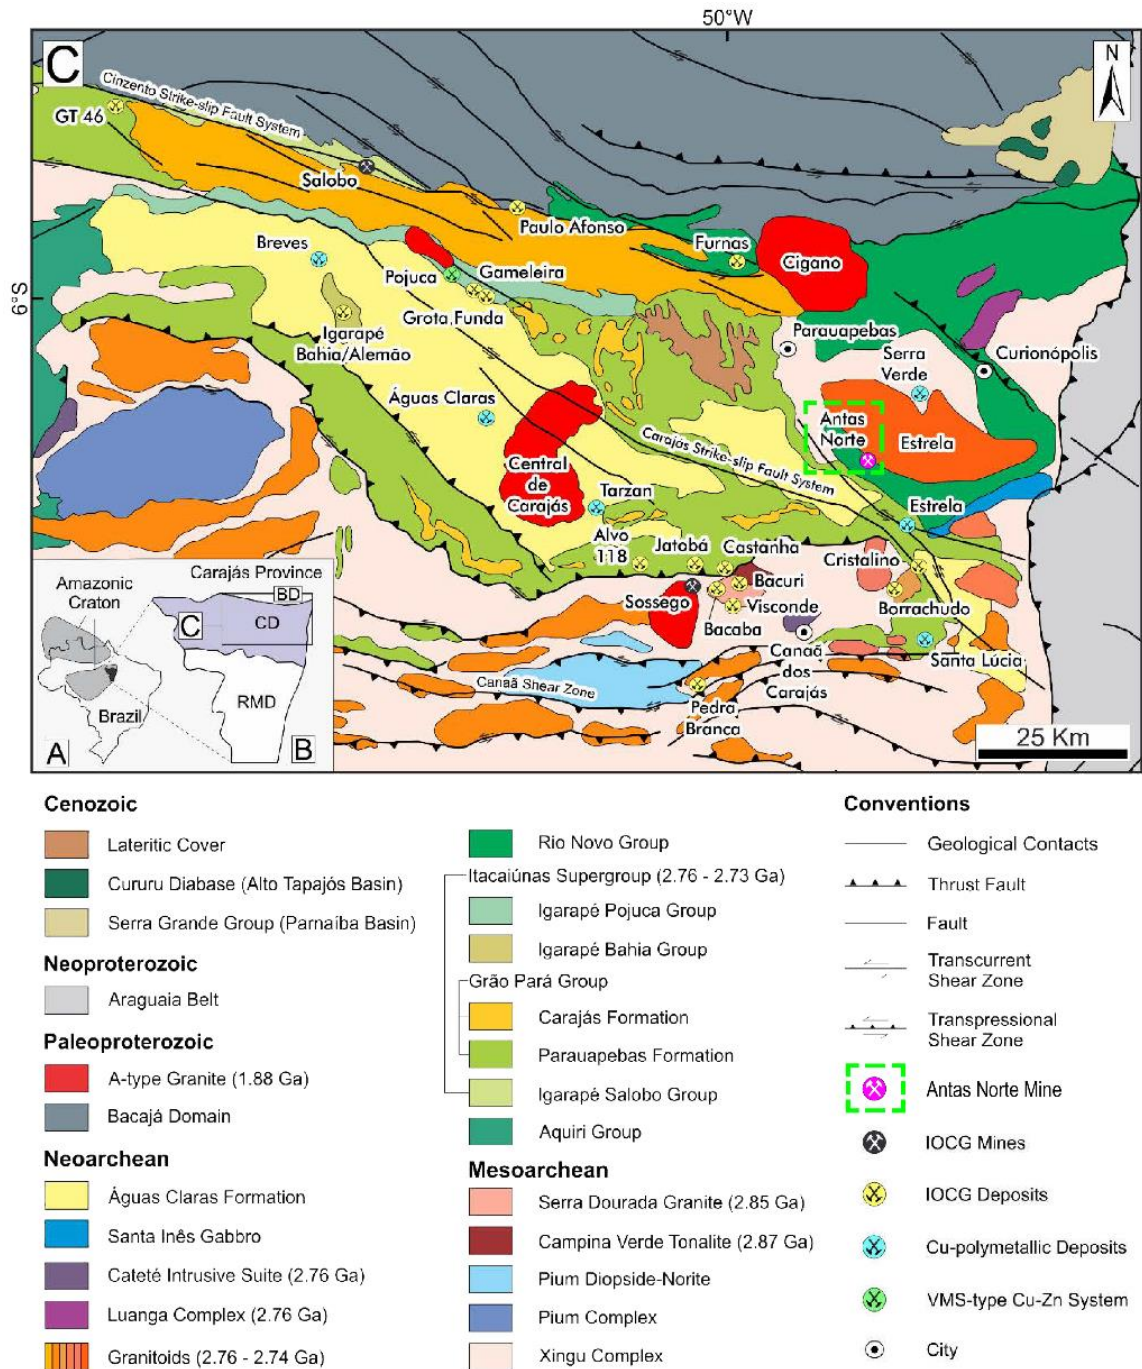 50°W
C
N
Cinzento Strike-slip Fault System
GT 46
Salobo
Paulo Afonso
Furnas
Cigano
Breves
Pojuca
Gameleira
Grota Funda
6°S
Igarapé
Bahia/Alemão
Parauapebas
Serra
Verde
Curionópolis
Águas Claras
Antas
Norte
Estrela
Carajás Strike-slip Fault System
Central
de
Carajás
Tarzan
Estrela
Alvo
118
Jatobá
Castanha
Cristalino
Bacuri
Sossego
Visconde
Borrachudo
Bacaba
Santa Lúcia
Canaã
dos
Carajás
Canaã Shear Zone
Pedra
Branca
25 Km
Amazonic
Craton
Carajás Province
BD
C
CD
RMD
Brazil
A
B
Cenozoic
Lateritic Cover
Cururu Diabase (Alto Tapajós Basin)
Serra Grande Group (Parnaíba Basin)
Neoproterozoic
Araguaia Belt
Paleoproterozoic
A-type Granite (1.88 Ga)
Bacajá Domain
Neoarchean
Águas Claras Formation
Santa Inês Gabbro
Cateté Intrusive Suite (2.76 Ga)
Luanga Complex (2.76 Ga)
Granitoids (2.76 - 2.74 Ga)
Rio Novo Group
Itacaiúnas Supergroup (2.76 - 2.73 Ga)
Igarapé Pojuca Group
Igarapé Bahia Group
Grão Pará Group
Carajás Formation
Parauapebas Formation
Igarapé Salobo Group
Aquiri Group
Mesoarchean
Serra Dourada Granite (2.85 Ga)
Campina Verde Tonalite (2.87 Ga)
Pium Diopside-Norite
Pium Complex
Xingu Complex
Conventions
Geological Contacts
Thrust Fault
Fault
Transcurrent
Shear Zone
Transpressional
Shear Zone
Antas Norte Mine
IOCG Mines
IOCG Deposits
Cu-polymetallic Deposits
VMS-type Cu-Zn System
City